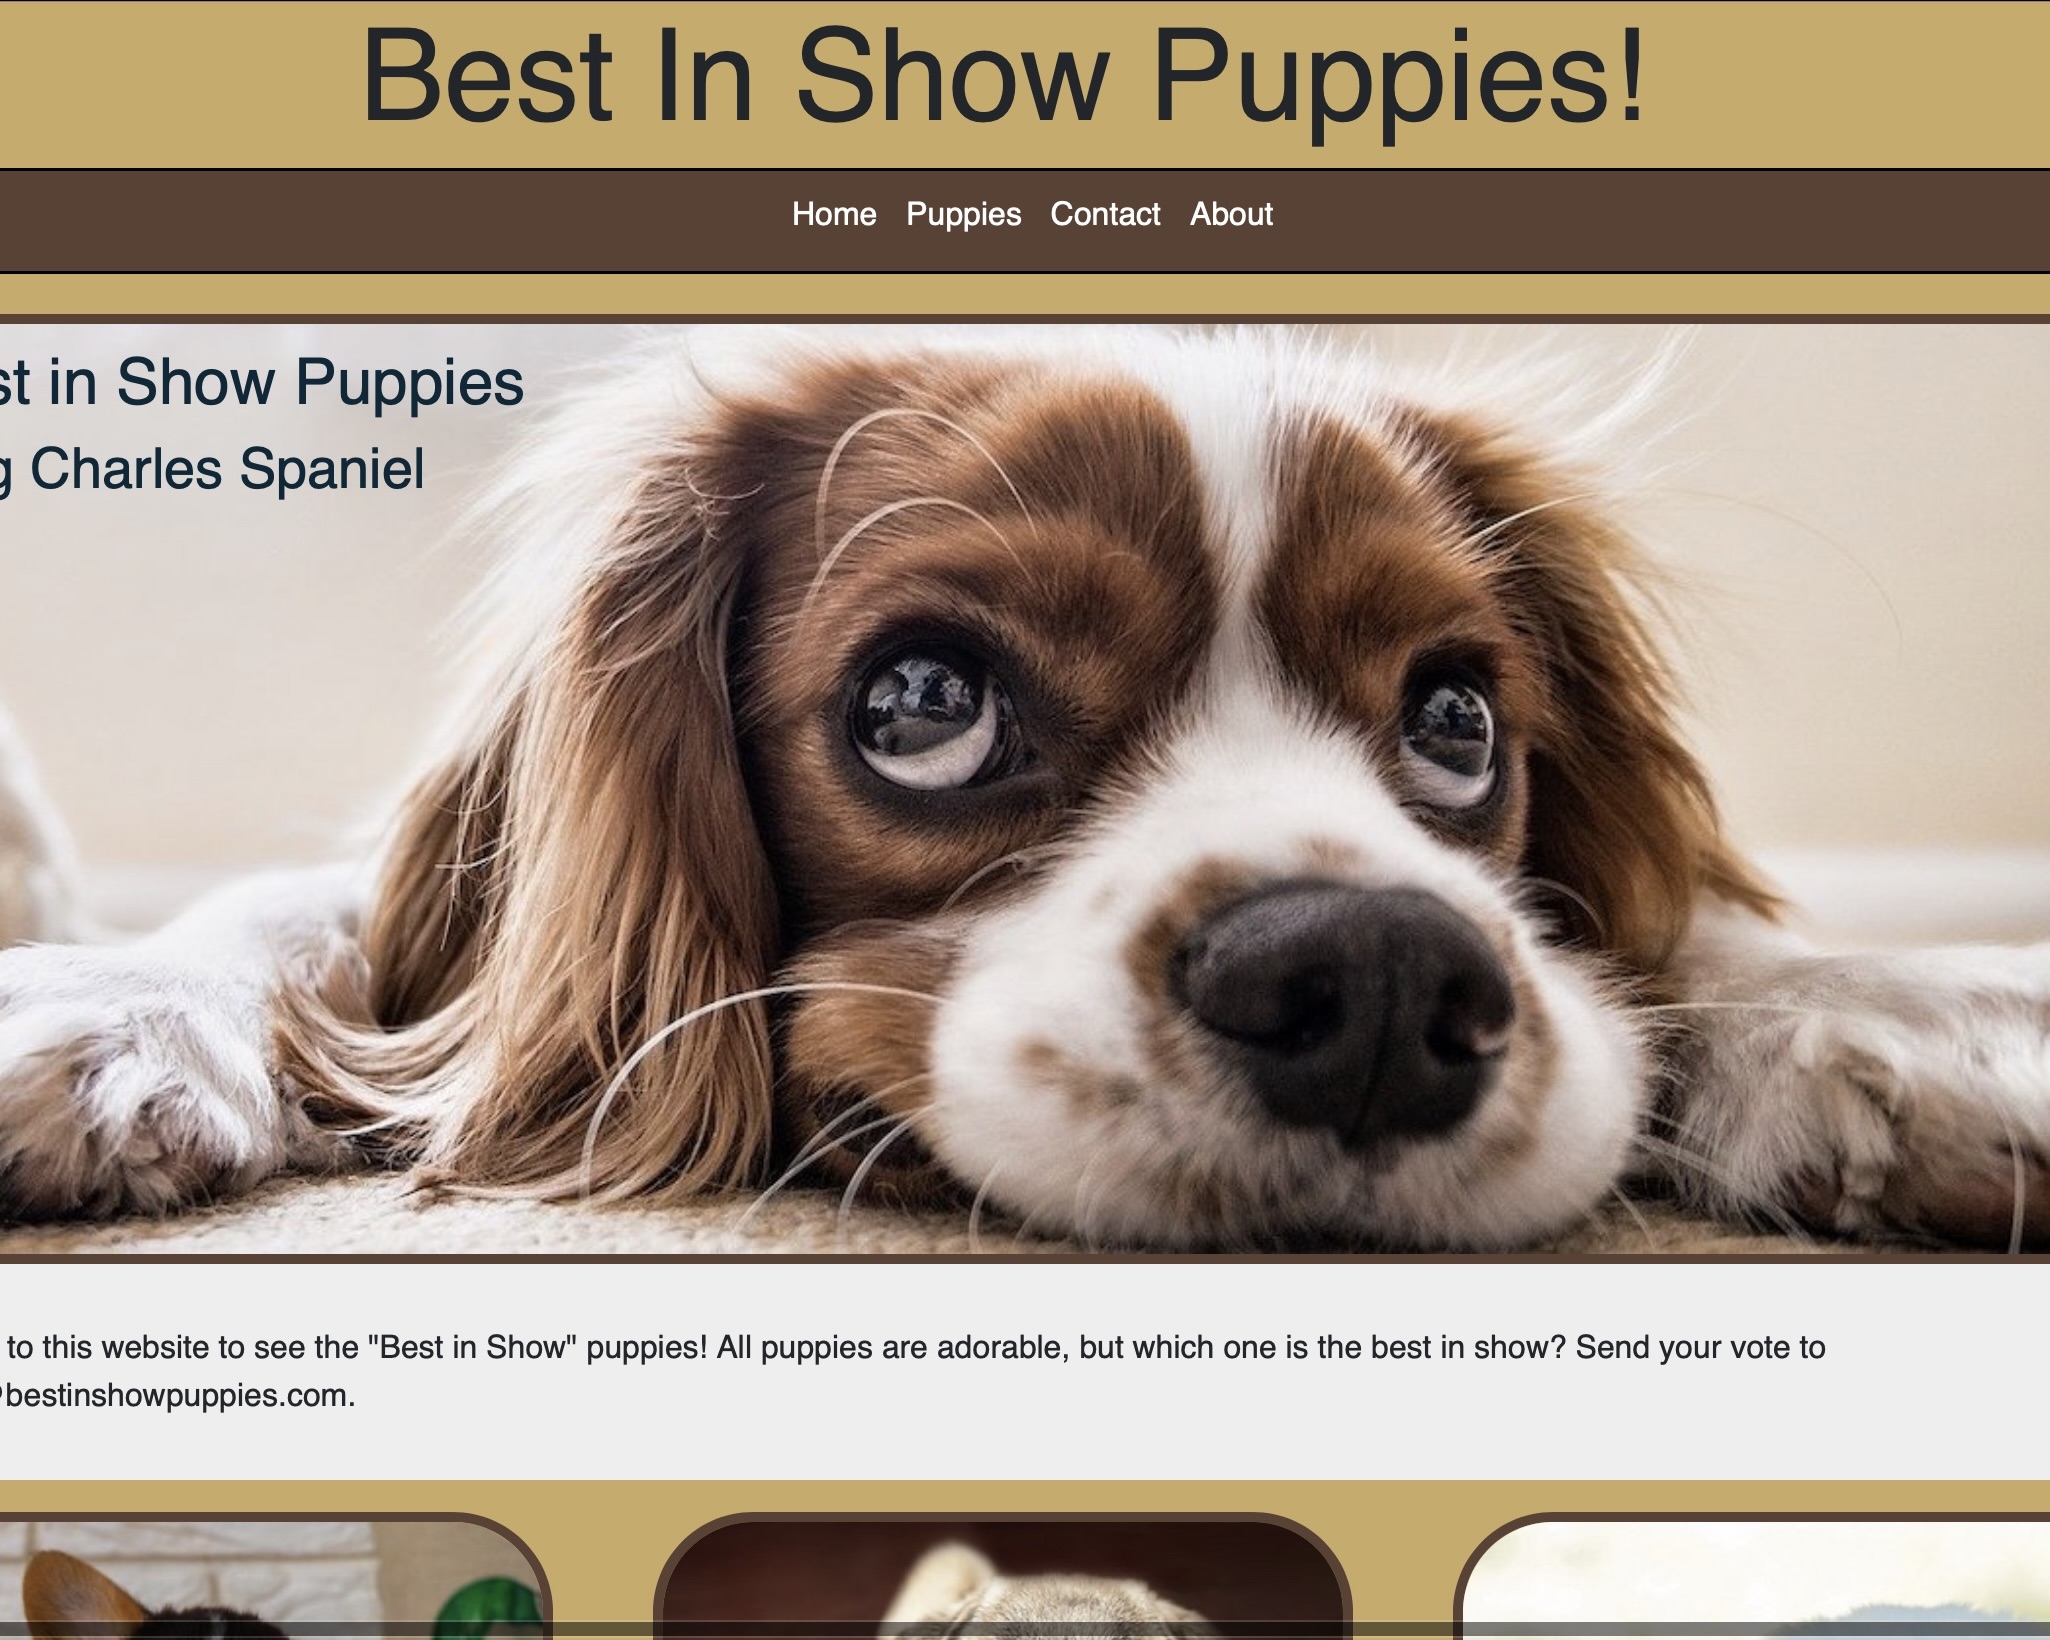 Best In Show Puppies!
Home Puppies Contact About
st in Show Puppies
g Charles Spaniel
to this website to see the "Best in Show" puppies! All puppies are adorable, but which one is the best in show? Send your vote to
@bestinshowpuppies.com.